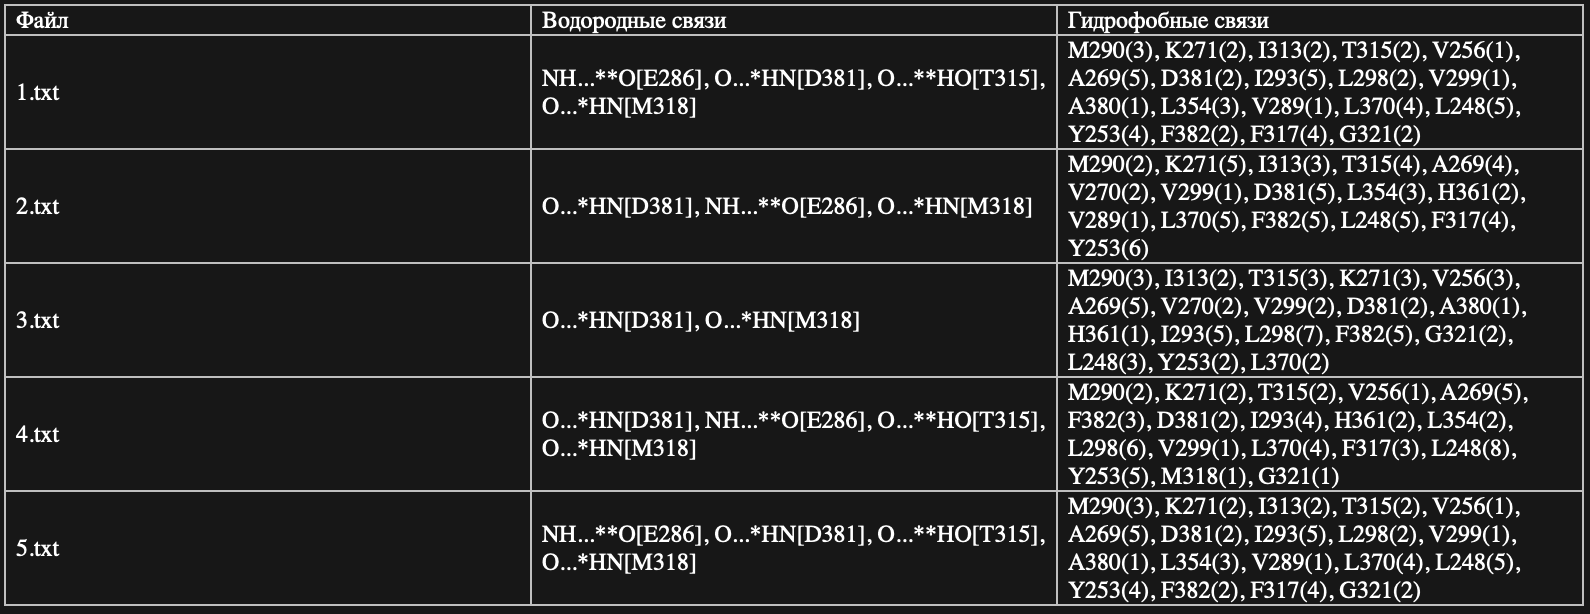 Файл
Водородные связи
Гидрофобные связи
1.txt
NH...**O[E286], O...*HN[D381], O...**HO[T315],
O...*HN[M318]
M290(3), K271(2), I313(2), T315(2), V256(1),
A269(5), D381(2), I293(5), L298(2), V299(1),
A380(1), L354(3), V289(1), L370(4), L248(5),
Y253(4), F382(2), F317(4), G321(2)
2.txt
O...*HN[D381], NH...**O[E286], O...*HN[M318]
M290(2), K271(5), I313(3), T315(4), A269(4),
V270(2), V299(1), D381(5), L354(3), H361(2),
V289(1), L370(5), F382(5), L248(5), F317(4),
Y253(6)
3.txt
O...*HN[D381], O...*HN[M318]
M290(3), I313(2), T315(3), K271(3), V256(3),
A269(5), V270(2), V299(2), D381(2), A380(1),
H361(1), I293(5), L298(7), F382(5), G321(2),
L248(3), Y253(2), L370(2)
4.txt
O...*HN[D381], NH...**O[E286], O...**HO[T315],
O...*HN[M318]
M290(2), K271(2), T315(2), V256(1), A269(5),
F382(3), D381(2), I293(4), H361(2), L354(2),
L298(6), V299(1), L370(4), F317(3), L248(8),
Y253(5), M318(1), G321(1)
5.txt
NH...**O[E286], O...*HN[D381], O...**HO[T315],
O...*HN[M318]
M290(3), K271(2), I313(2), T315(2), V256(1),
A269(5), D381(2), I293(5), L298(2), V299(1),
A380(1), L354(3), V289(1), L370(4), L248(5),
Y253(4), F382(2), F317(4), G321(2)